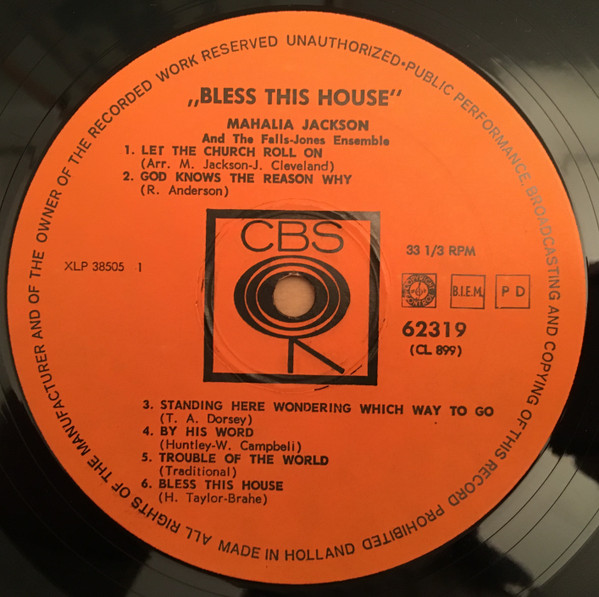 ALL RIGHTS OF THE MANUFACTURER AND OF THE OWNER OF THE RECORDED WORK RESERVED UNAUTHORIZED•PUBLIC PERFORMANCE, BROADCASTING AND COPYING OF THIS RECORD PROHIBITED
„BLESS THIS HOUSE"
MAHALIA JACKSON
And The Falls-Jones Ensemble
1. LET THE CHURCH ROLL ON
(Arr. M. Jackson-J. Cleveland)
2. GOD KNOWS THE REASON WHY
(R. Anderson)
CBS
XLP 38505 1
33 1/3 RPM
B.I.E.M.
P D
62319
(CL 899)
3. STANDING HERE WONDERING WHICH WAY TO GO
(T. A. Dorsey)
4. BY HIS WORD
(Huntley-W. Campbell)
5. TROUBLE OF THE WORLD
(Traditional)
6. BLESS THIS HOUSE
(H. Taylor-Brahe)
MADE IN HOLLAND